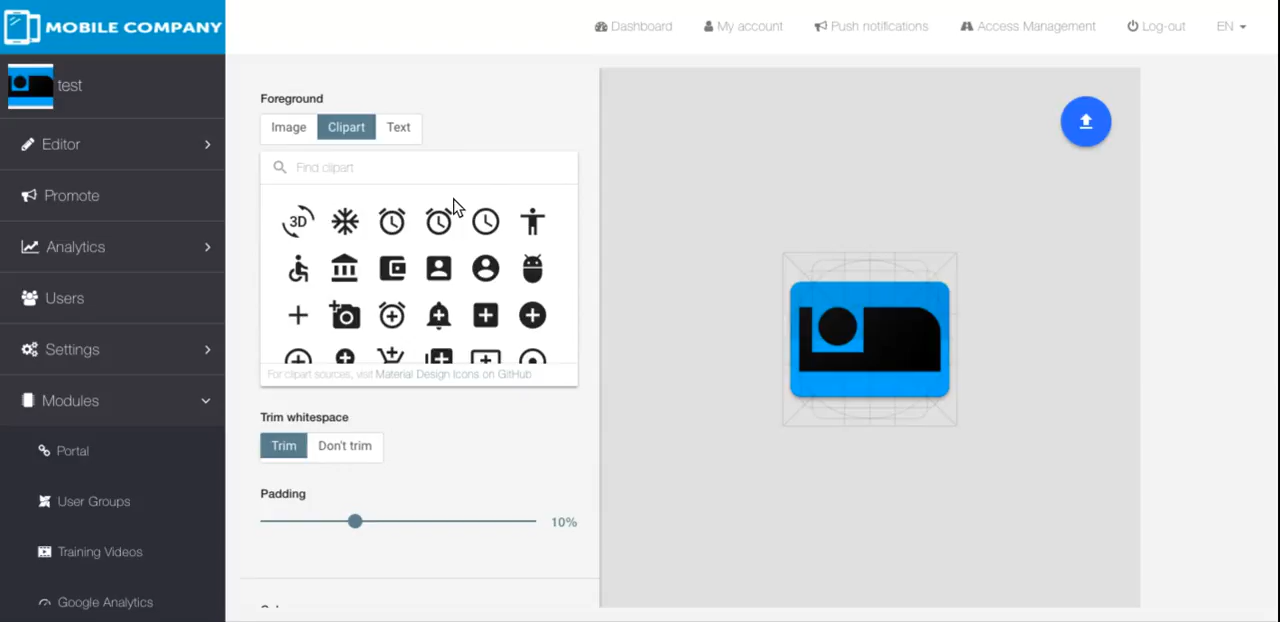 MOBILE COMPANY
Dashboard My account Push notifications Access Management Log-out EN
test
Editor
Promote
Analytics
Users
Settings
Modules
Portal
User Groups
Training Videos
Google Analytics
Foreground
Image Clipart Text
Find clipart
3D
For clipart sources, visit Material Design Icons on GitHub
Trim whitespace
Trim Don't trim
Padding
10%